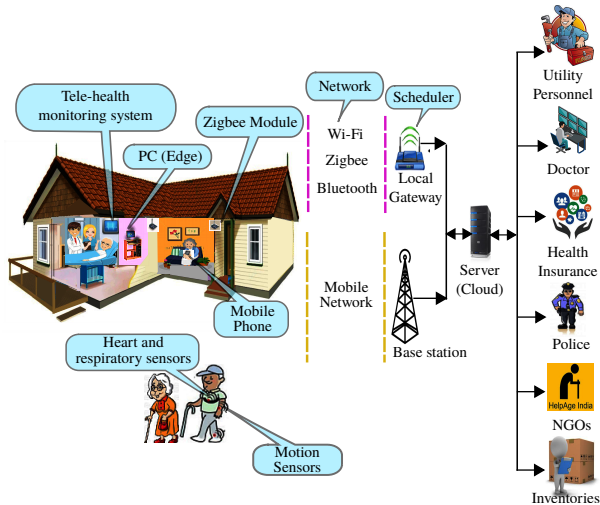 Tele-health
monitoring system
PC (Edge)
Zigbee Module
Mobile
Phone
Heart and
respiratory sensors
Motion
Sensors
Network
Wi-Fi
Zigbee
Bluetooth
Mobile
Network
Scheduler
Local
Gateway
Base station
Server
(Cloud)
Utility
Personnel
Doctor
Health
Insurance
Police
HelpAge India
NGOs
Inventories